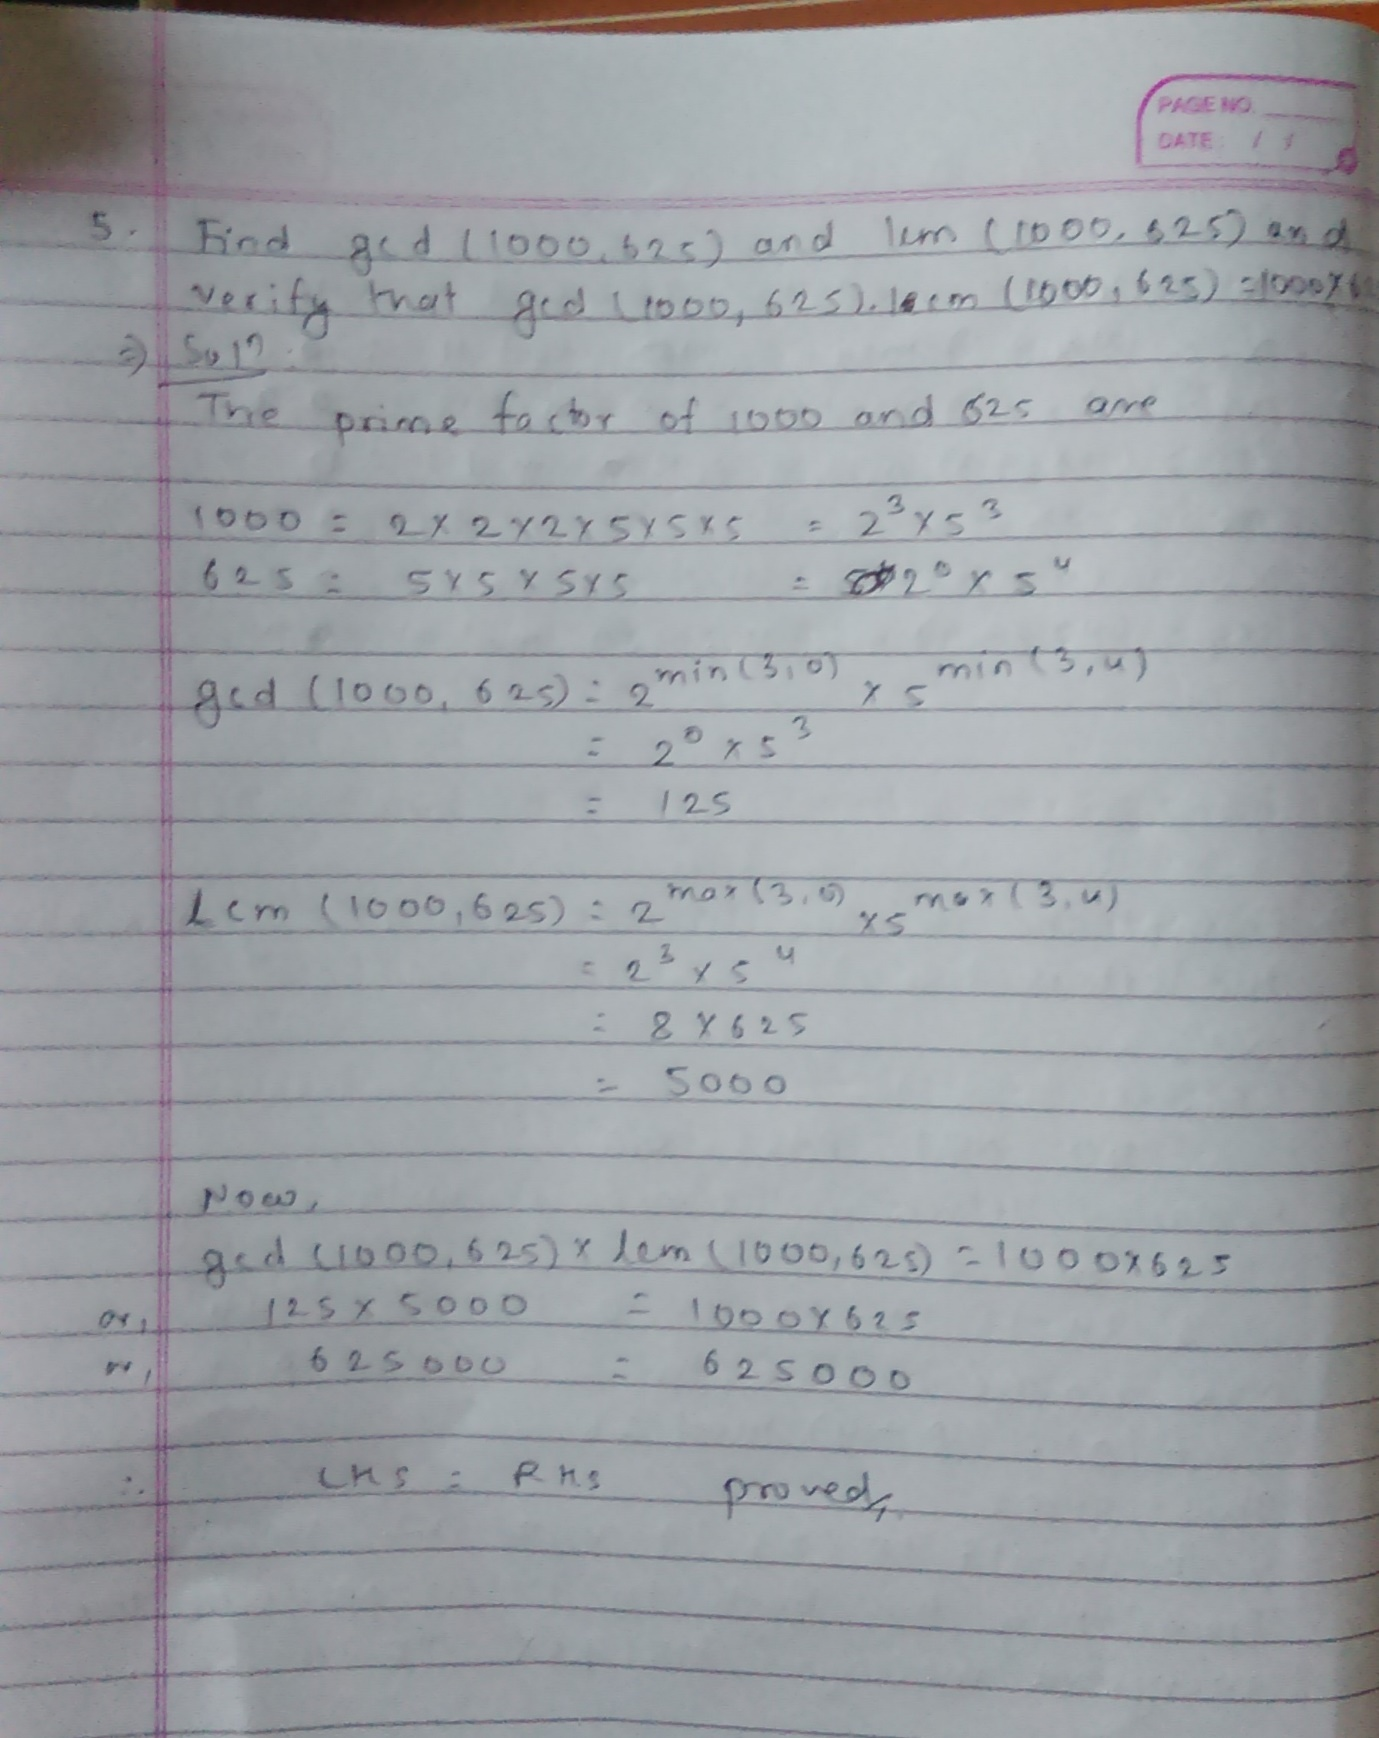 PAGE NO.
DATE: / /
5. Find gcd (1000, 625) and lcm (1000, 625) and
verify that gcd (1000, 625). lcm (1000, 625) = 1000×6
⇒ Solⁿ:
The prime factor of 1000 and 625 are
1000 = 2×2×2×5×5×5 = 2³×5³
625 = 5×5×5×5 = 2⁰×5⁴
gcd (1000, 625) = 2^min(3,0) × 5^min(3,4)
= 2⁰×5³
= 125
Lcm (1000, 625) = 2^max(3,0) ×5^max(3,4)
= 2³×5⁴
= 8×625
= 5000
Now,
gcd (1000, 625) × lcm (1000, 625) = 1000×625
or, 125×5000 = 1000×625
or, 625000 = 625000
∴ LHS = RHS proved,